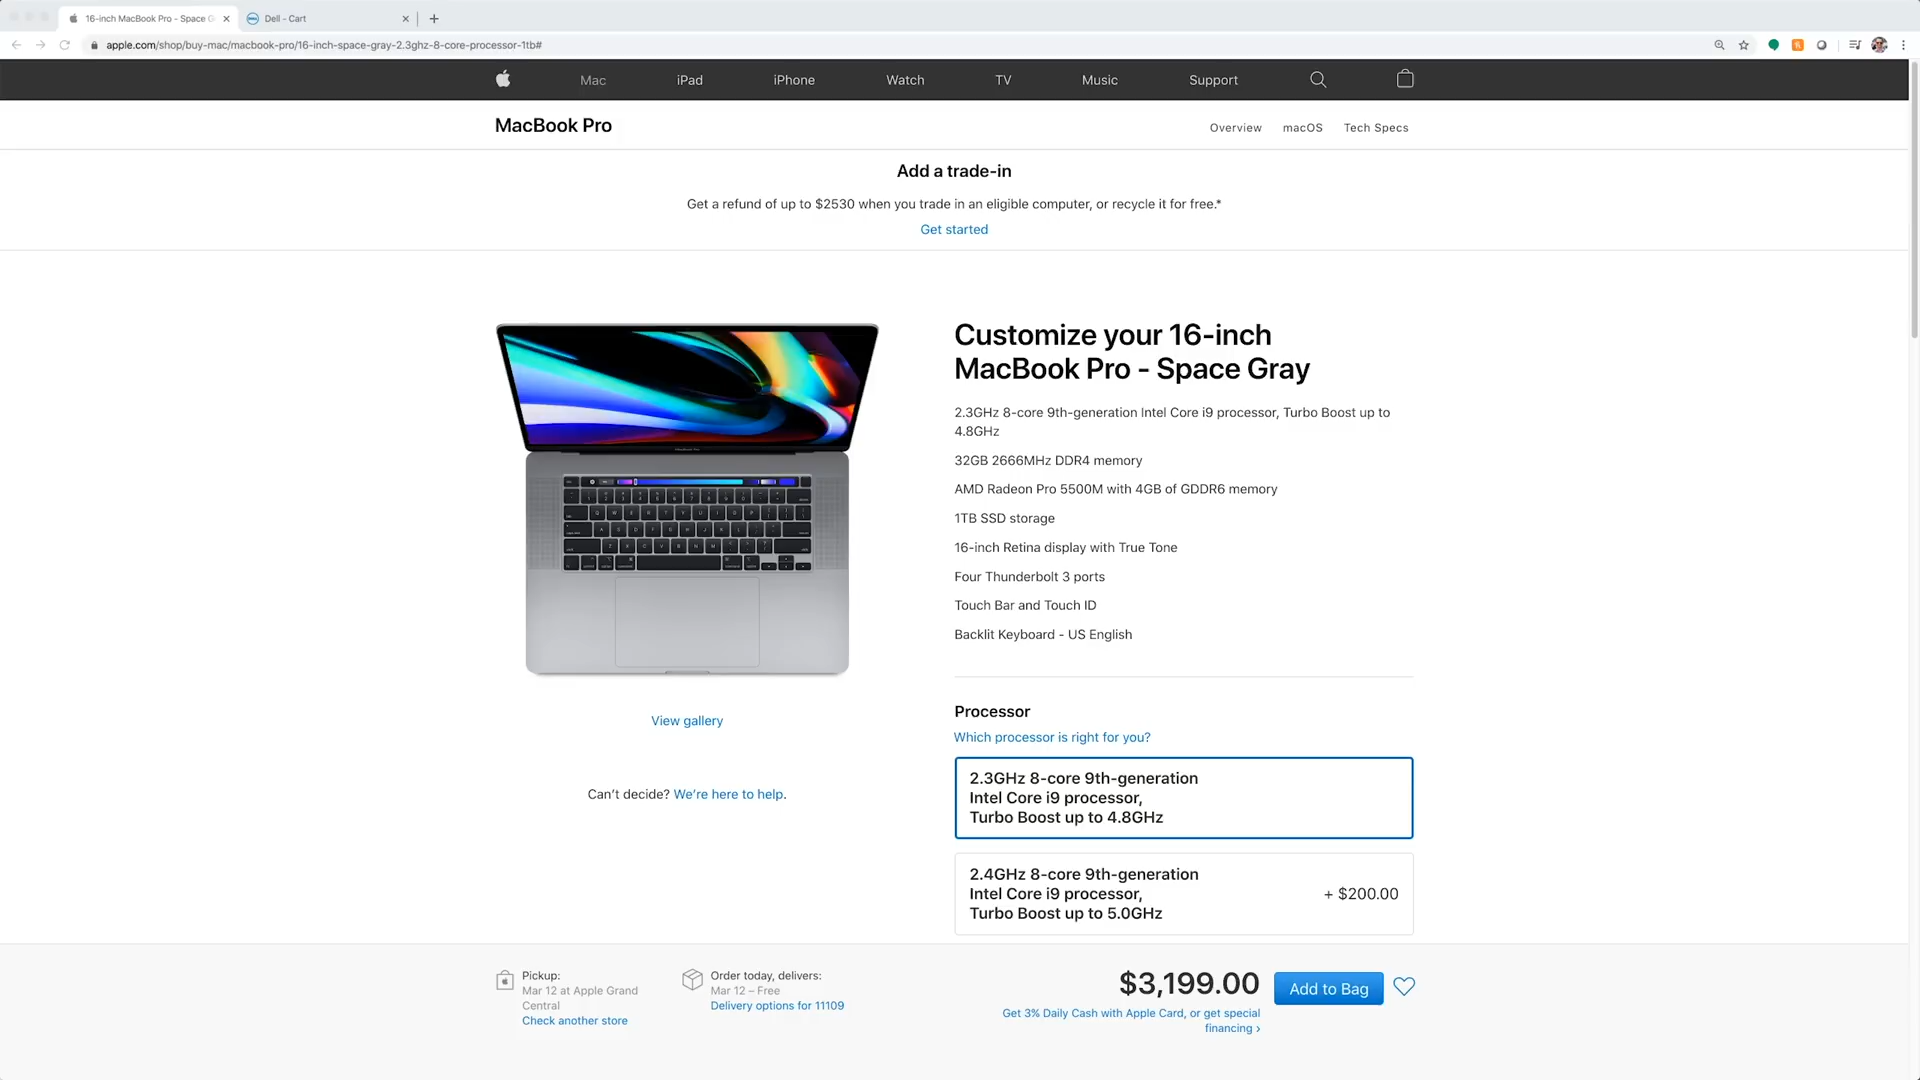 16-inch MacBook Pro - Space G
Dell - Cart
apple.com/shop/buy-mac/macbook-pro/16-inch-space-gray-2.3ghz-8-core-processor-1tb#
Mac
iPad
iPhone
Watch
TV
Music
Support
MacBook Pro
Overview
macOS
Tech Specs
Add a trade-in
Get a refund of up to $2530 when you trade in an eligible computer, or recycle it for free.*
Get started
Customize your 16-inch
MacBook Pro - Space Gray
2.3GHz 8-core 9th-generation Intel Core i9 processor, Turbo Boost up to
4.8GHz
32GB 2666MHz DDR4 memory
AMD Radeon Pro 5500M with 4GB of GDDR6 memory
1TB SSD storage
16-inch Retina display with True Tone
Four Thunderbolt 3 ports
Touch Bar and Touch ID
Backlit Keyboard - US English
View gallery
Can't decide? We're here to help.
Processor
Which processor is right for you?
2.3GHz 8-core 9th-generation
Intel Core i9 processor,
Turbo Boost up to 4.8GHz
2.4GHz 8-core 9th-generation
Intel Core i9 processor,
Turbo Boost up to 5.0GHz
+ $200.00
Pickup:
Mar 12 at Apple Grand
Central
Check another store
Order today, delivers:
Mar 12 – Free
Delivery options for 11109
$3,199.00
Get 3% Daily Cash with Apple Card, or get special
financing ›
Add to Bag